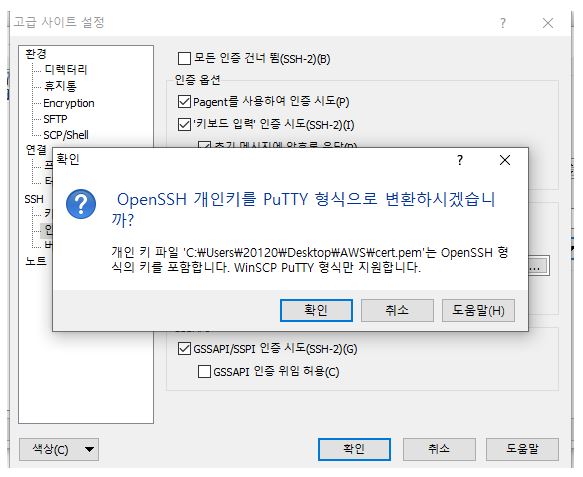 고급 사이트 설정
환경
디렉터리
휴지통
Encryption
SFTP
SCP/Shell
연결
SSH
노트
모든 인증 건너 뜀(SSH-2)(B)
인증 옵션
Pagent를 사용하여 인증 시도(P)
'키보드 입력' 인증 시도(SSH-2)(I)
확인
OpenSSH 개인키를 PuTTY 형식으로 변환하시겠습니
까?
개인 키 파일 'C:₩Users₩20120₩Desktop₩AWS₩cert.pem'는 OpenSSH 형
식의 키를 포함합니다. WinSCP PuTTY 형식만 지원합니다.
확인
취소
도움말(H)
...
GSSAPI/SSPI 인증 시도(SSH-2)(G)
GSSAPI 인증 위임 허용(C)
색상(C)
확인
취소
도움말